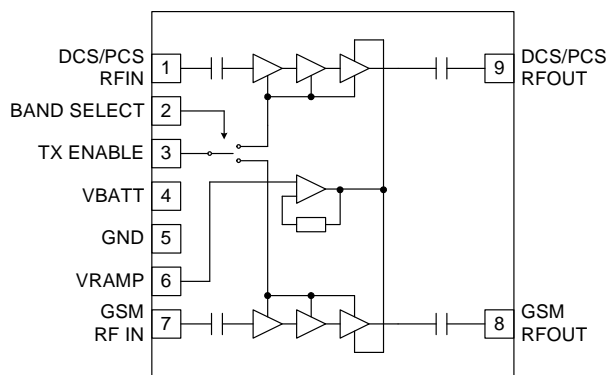 DCS/PCS
RFIN
1
9
DCS/PCS
RFOUT
BAND SELECT
2
TX ENABLE
3
VBATT
4
GND
5
VRAMP
6
GSM
RF IN
7
8
GSM
RFOUT